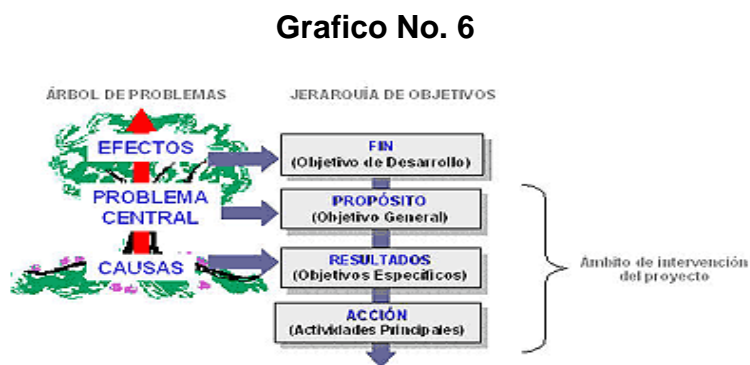 Grafico No. 6
ÁRBOL DE PROBLEMAS
JERARQUÍA DE OBJETIVOS
EFECTOS
PROBLEMA
CENTRAL
CAUSAS
FIN
(Objetivo de Desarrollo)
PROPÓSITO
(Objetivo General)
RESULTADOS
(Objetivos Específicos)
ACCIÓN
(Actividades Principales)
Ámbito de intervención
del proyecto